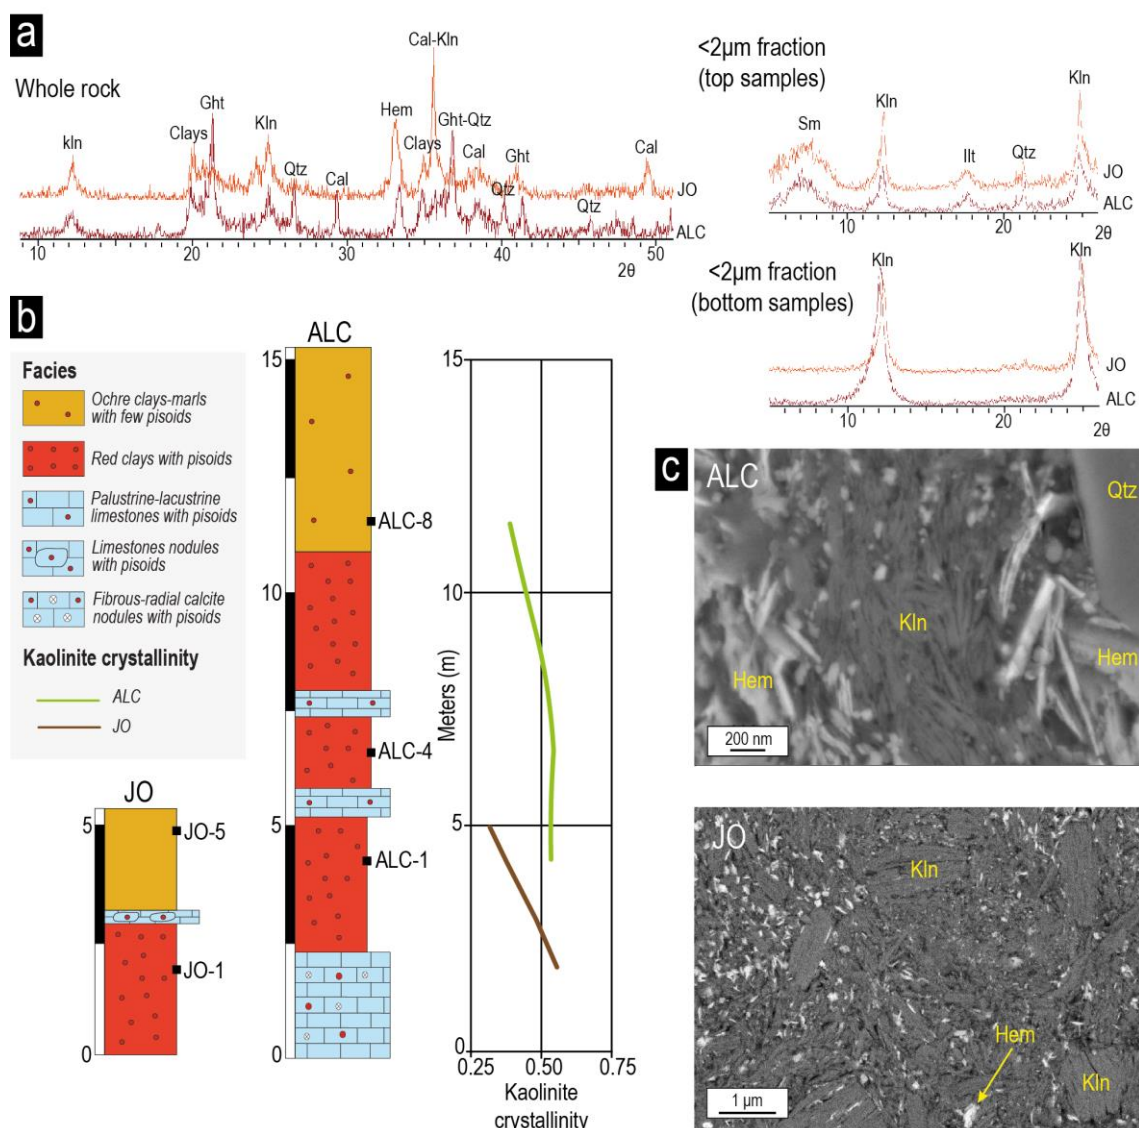 a
Whole rock
kln
Clays
Ght
Kln
Qtz
Cal
Hem
Clays
Cal-Kln
Ght-Qtz
Cal
Qtz
Ght
Qtz
Cal
JO
ALC
10
20
30
40
50
2θ
<2µm fraction
(top samples)
Sm
Kln
Ilt
Qtz
Kln
JO
ALC
10
20
2θ
<2µm fraction
(bottom samples)
Kln
Kln
JO
ALC
10
20
2θ
b
Facies
Ochre clays-marls
with few pisoids
Red clays with pisoids
Palustrine-lacustrine
limestones with pisoids
Limestones nodules
with pisoids
Fibrous-radial calcite
nodules with pisoids
Kaolinite crystallinity
ALC
JO
JO
5
0
JO-5
JO-1
ALC
15
10
5
0
ALC-8
ALC-4
ALC-1
15
10
5
0
Meters (m)
0.25
0.50
0.75
Kaolinite
crystallinity
c
ALC
Qtz
Kln
Hem
Hem
200 nm
JO
Kln
Hem
Kln
1 µm